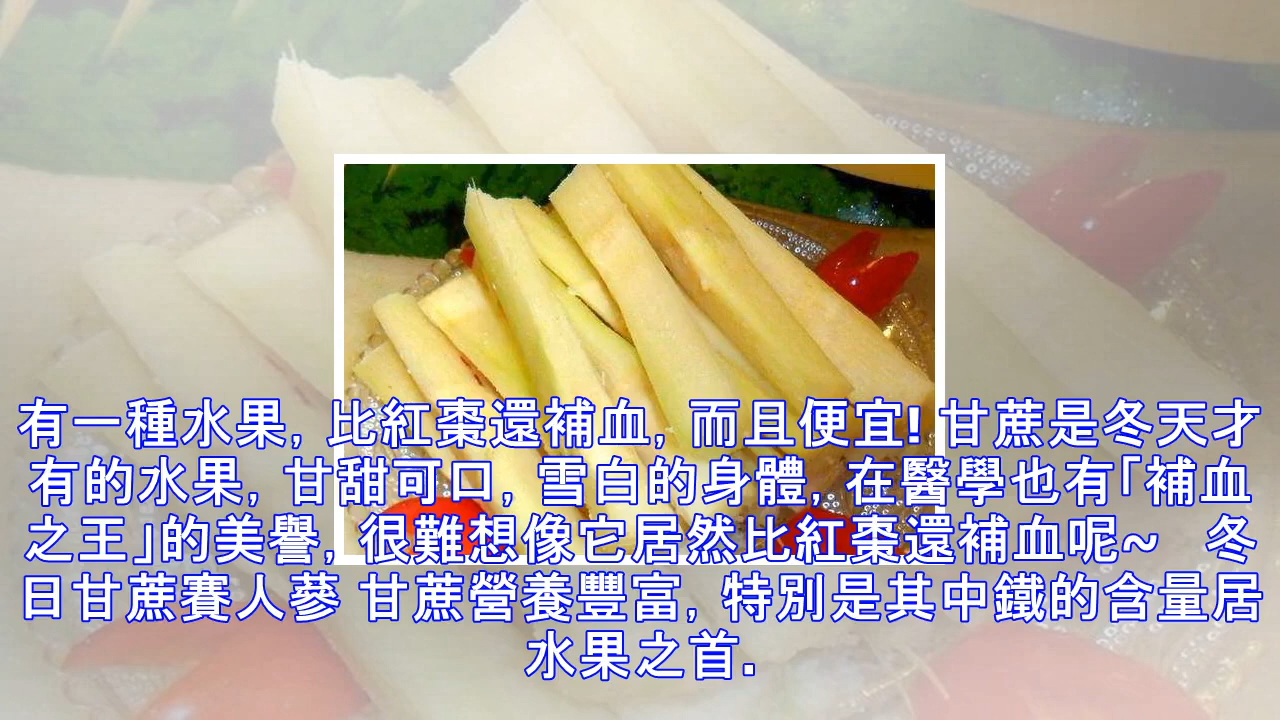 有一種水果, 比紅棗還補血, 而且便宜! 甘蔗是冬天才
有的水果, 甘甜可口, 雪白的身體, 在醫學也有「補血
之王」的美譽, 很難想像它居然比紅棗還補血呢~ 冬
日甘蔗賽人蔘 甘蔗營養豐富, 特別是其中鐵的含量居
水果之首.